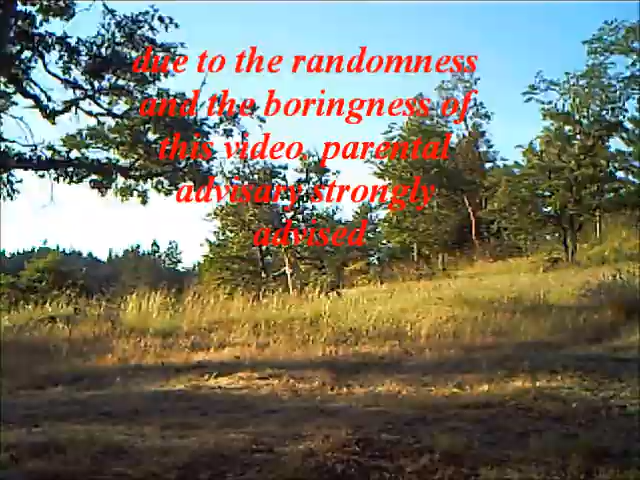 due to the randomness
and the boringness of
this video, parental
advisary strongly
advised